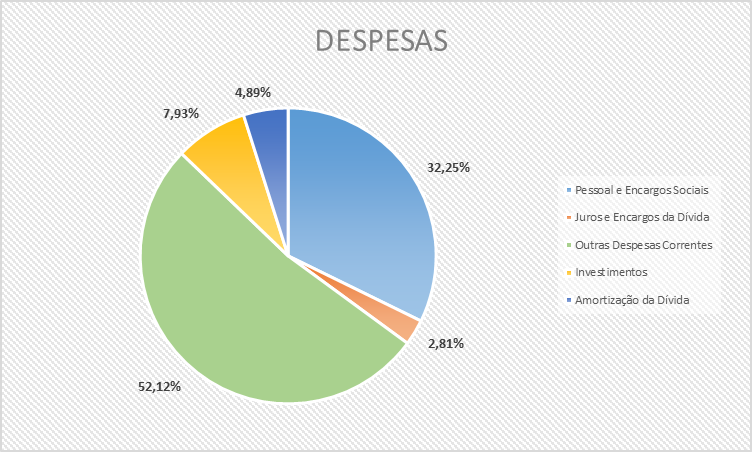 DESPESAS
4,89%
7,93%
32,25%
2,81%
52,12%
Pessoal e Encargos Sociais
Juros e Encargos da Dívida
Outras Despesas Correntes
Investimentos
Amortização da Dívida